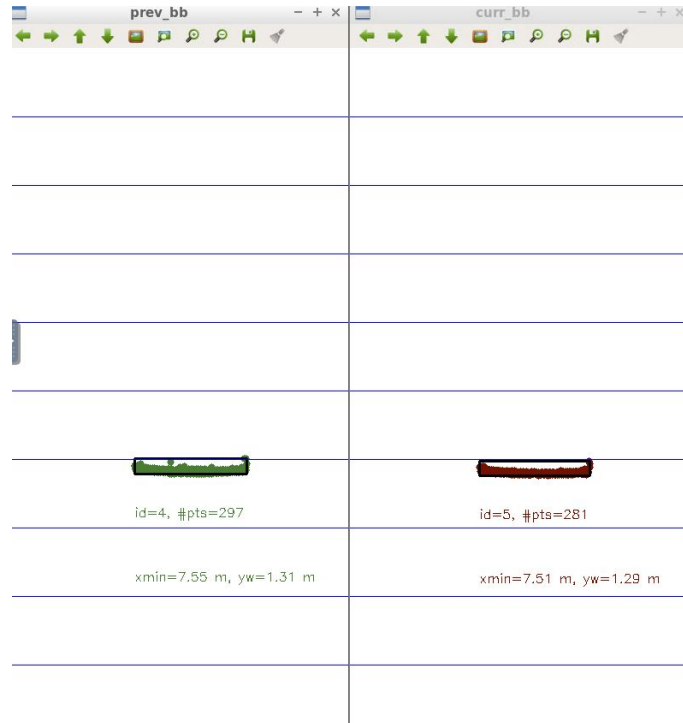 prev_bb
curr_bb
id=4, #pts=297
id=5, #pts=281
xmin=7.55 m, yw=1.31 m
xmin=7.51 m, yw=1.29 m